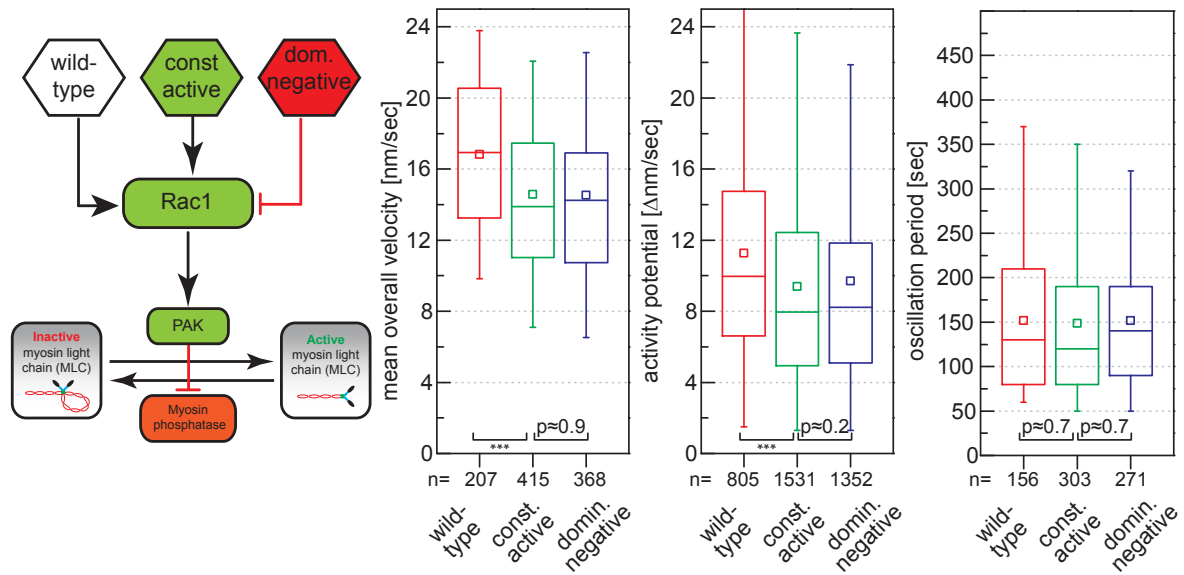 wild-
type
const
active
dom.
negative
Rac1
PAK
Inactive
myosin light
chain (MLC)
Active
myosin light
chain (MLC)
Myosin
phosphatase
mean overall velocity [nm/sec]
24
20
16
12
8
4
0
***
p≈0.9
n= 207 415 368
wild-
type
const.
active
domin.
negative
activity potential [Δnm/sec]
24
20
16
12
8
4
0
***
p≈0.2
n= 805 1531 1352
wild-
type
const.
active
domin.
negative
oscillation period [sec]
450
400
350
300
250
200
150
100
50
0
p≈0.7
p≈0.7
n= 156 303 271
wild-
type
const.
active
domin.
negative